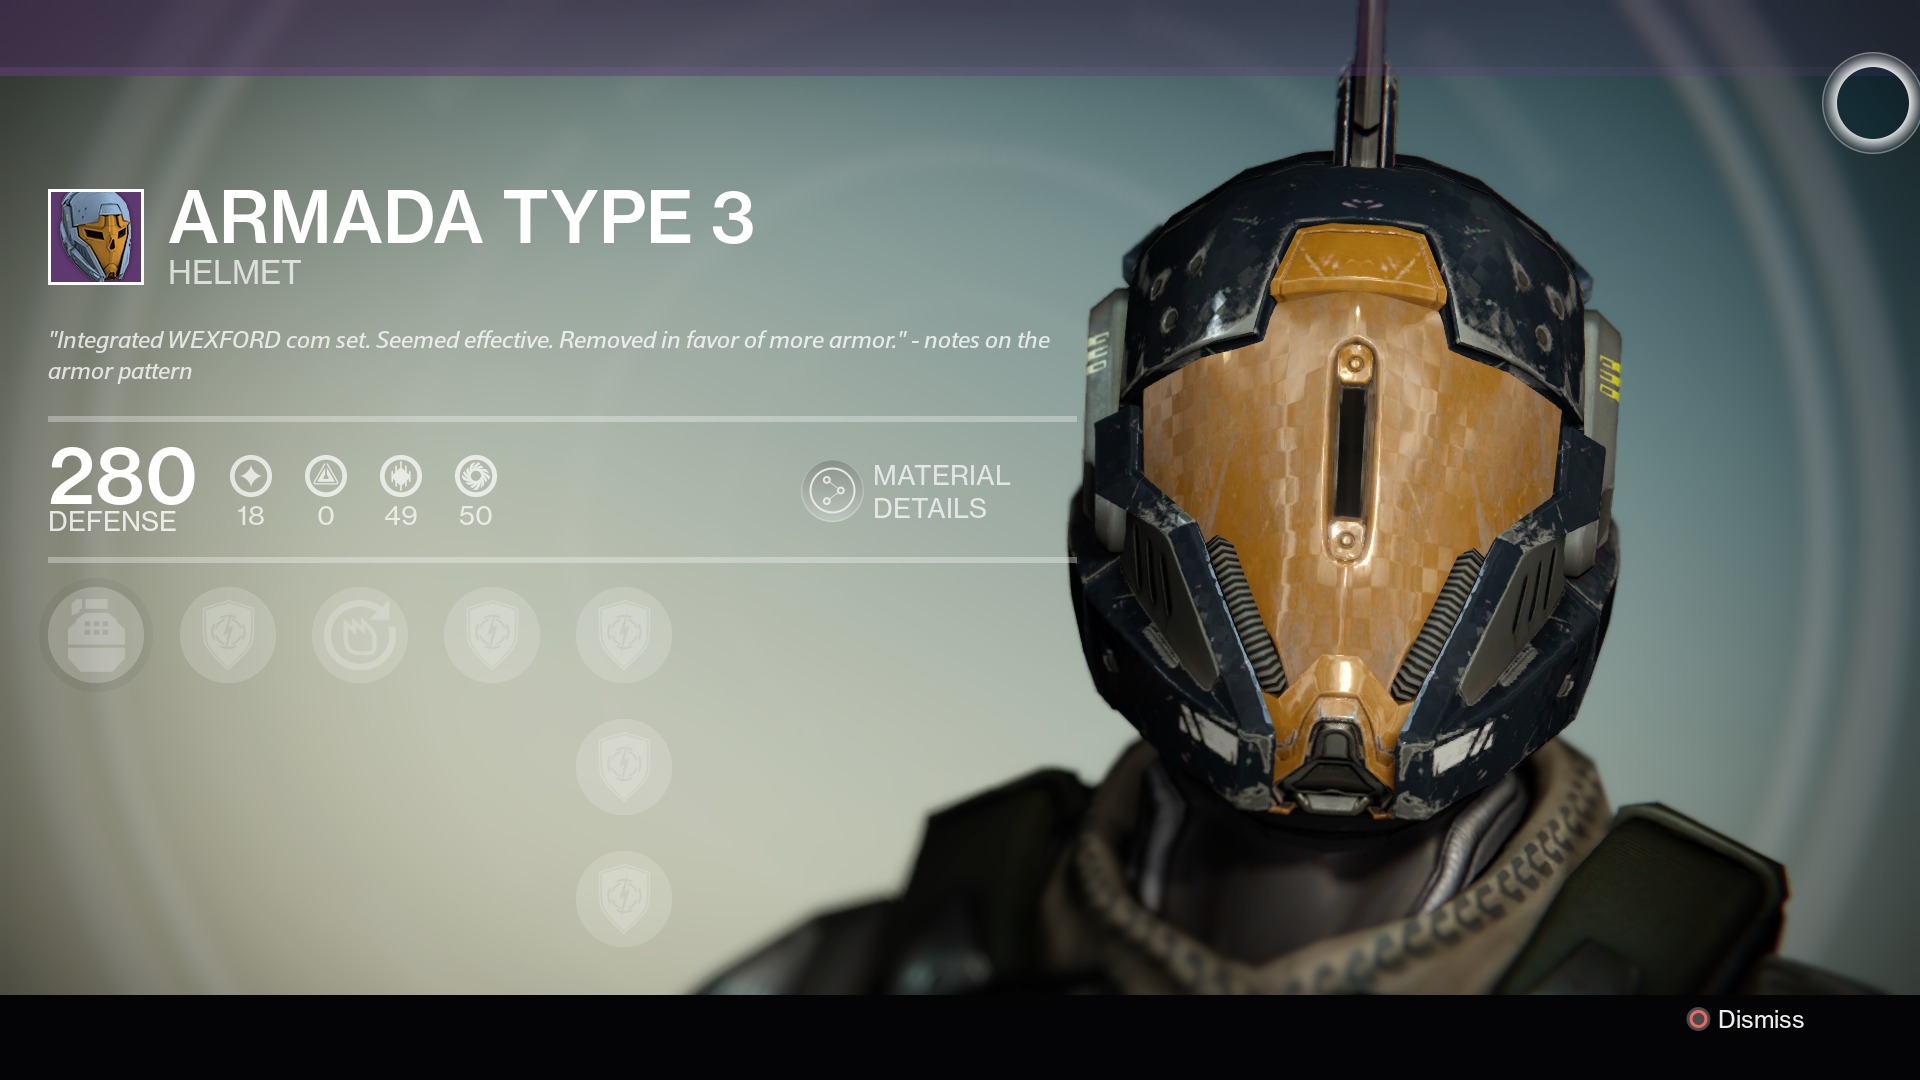 ARMADA TYPE 3
HELMET
"Integrated WEXFORD com set. Seemed effective. Removed in favor of more armor." - notes on the
armor pattern
280
DEFENSE
18
0
49
50
MATERIAL
DETAILS
Dismiss